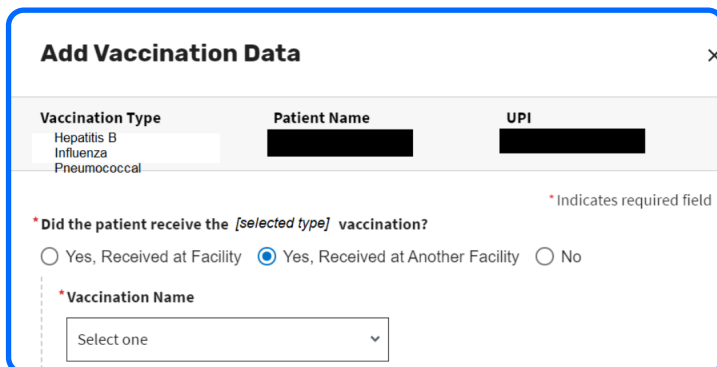 Add Vaccination Data
×
Vaccination Type Patient Name UPI
Hepatitis B
Influenza
Pneumococcal
*Indicates required field
*Did the patient receive the [selected type] vaccination?
Yes, Received at Facility Yes, Received at Another Facility No
*Vaccination Name
Select one